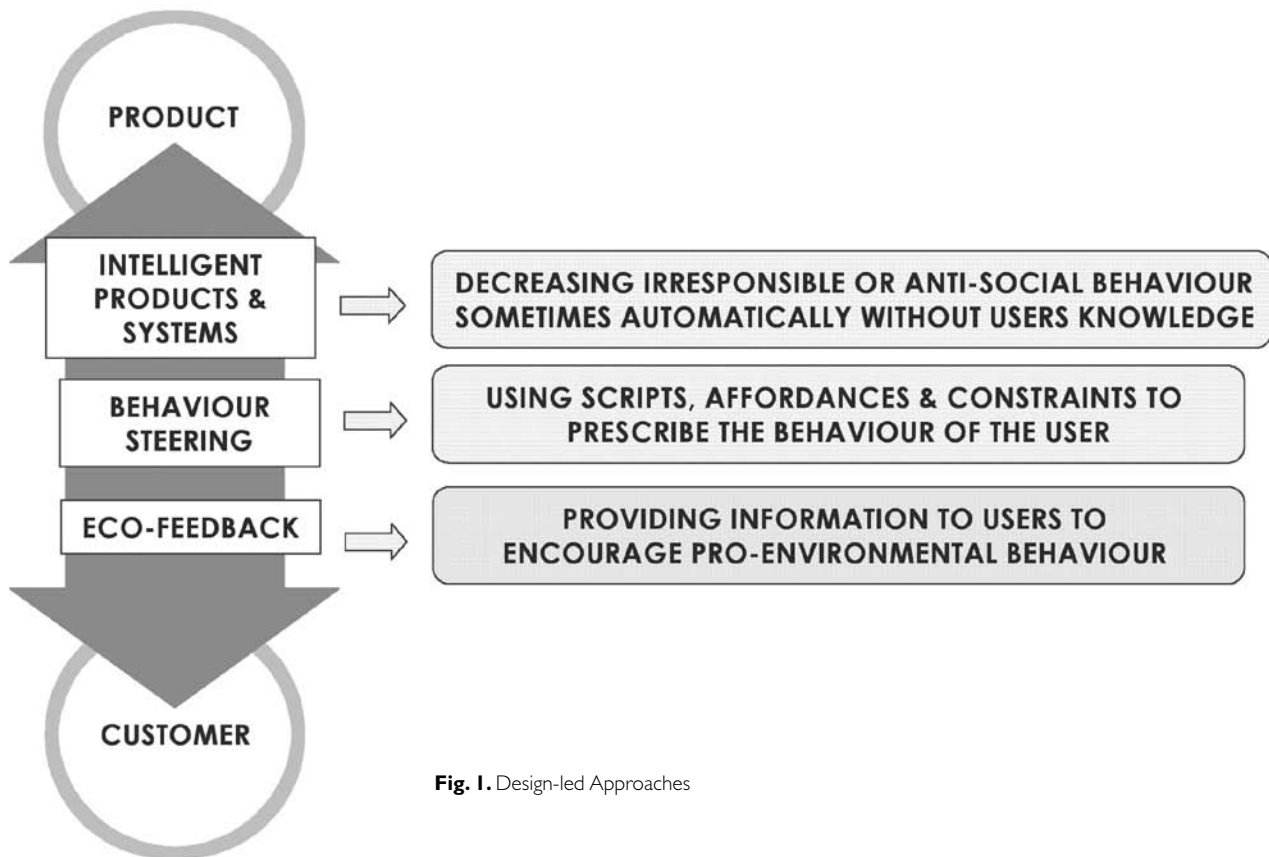 PRODUCT
INTELLIGENT
PRODUCTS &
SYSTEMS
DECREASING IRRESPONSIBLE OR ANTI-SOCIAL BEHAVIOUR
SOMETIMES AUTOMATICALLY WITHOUT USERS KNOWLEDGE
BEHAVIOUR
STEERING
USING SCRIPTS, AFFORDANCES & CONSTRAINTS TO
PRESCRIBE THE BEHAVIOUR OF THE USER
ECO-FEEDBACK
PROVIDING INFORMATION TO USERS TO
ENCOURAGE PRO-ENVIRONMENTAL BEHAVIOUR
CUSTOMER
Fig. 1. Design-led Approaches